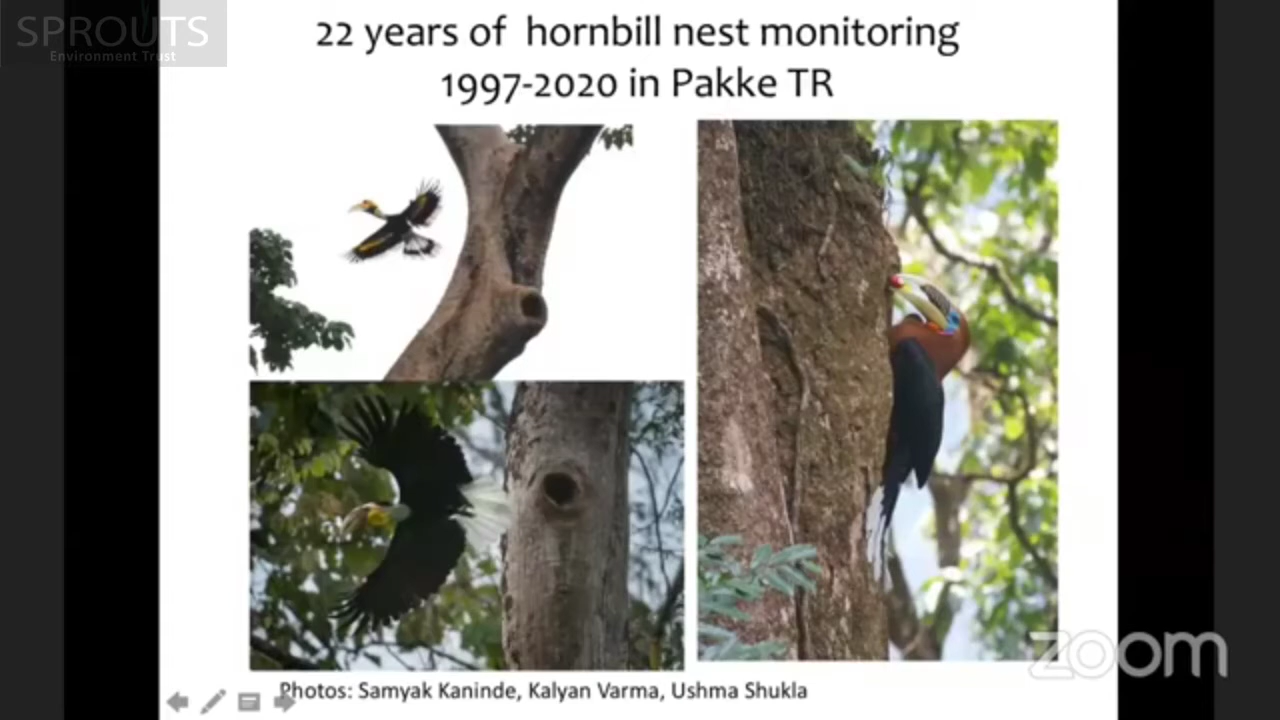 SPROUTS
Environment Trust
22 years of hornbill nest monitoring
1997-2020 in Pakke TR
zoom
Photos: Samyak Kaninde, Kalyan Varma, Ushma Shukla